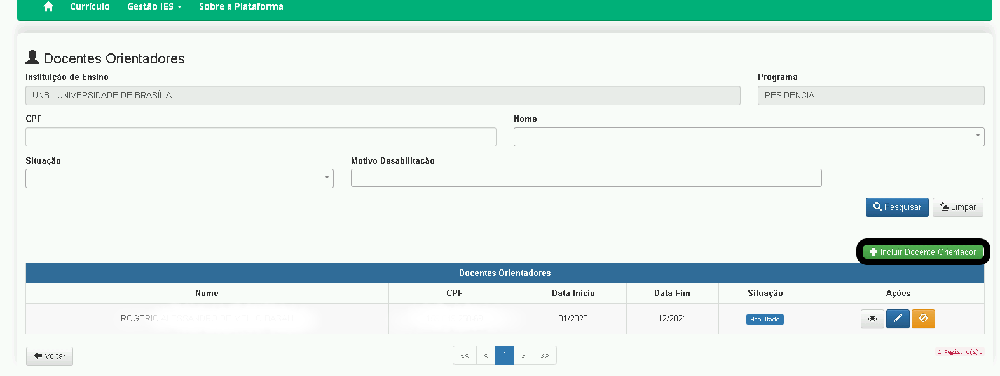 Currículo Gestão IES Sobre a Plataforma
Docentes Orientadores
Instituição de Ensino Programa
UNB - UNIVERSIDADE DE BRASÍLIA RESIDENCIA
CPF Nome
Situação Motivo Desabilitação
Pesquisar Limpar
Incluir Docente Orientador
Docentes Orientadores
Nome CPF Data Início Data Fim Situação Ações
ROGERIO 01/2020 12/2021 Habilitado
Voltar «« « 1 » »» 1 Registro(s).